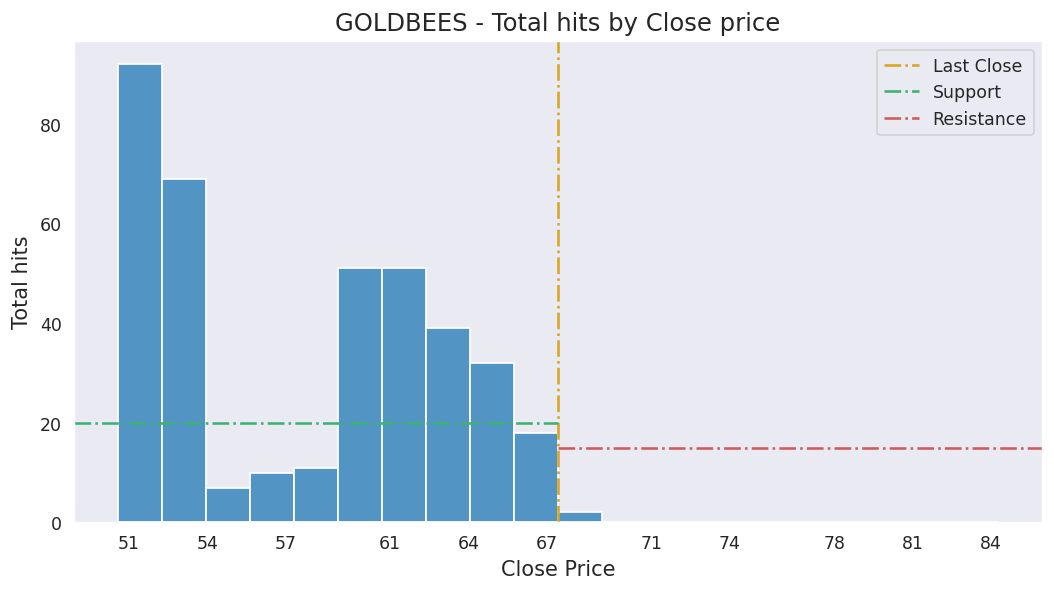 GOLDBEES - Total hits by Close price
Last Close
Support
Resistance
Total hits
80
60
40
20
0
51 54 57 61 64 67 71 74 78 81 84
Close Price